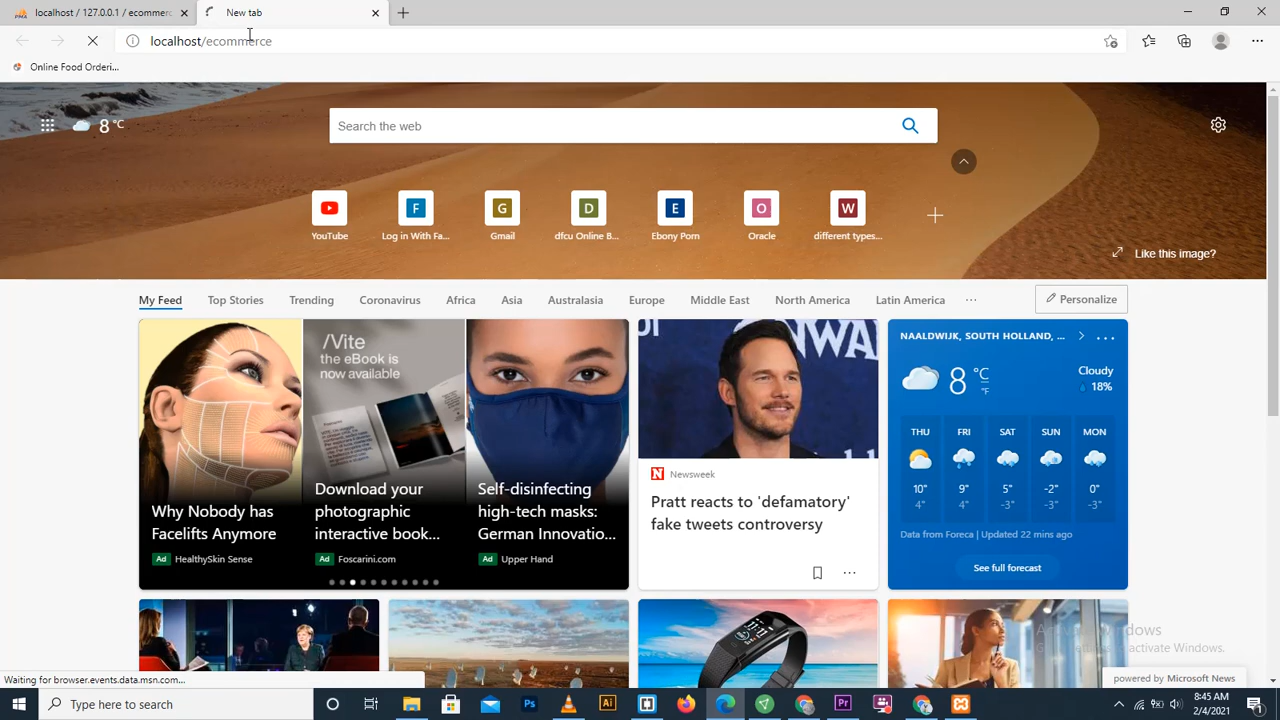 localhost / 127.0.0.1 / ecommerc
New tab
localhost/ecommerce
Online Food Orderi...
8 °C
Search the web
YouTube
Log in With Fa...
Gmail
dfcu Online B...
Ebony Porn
Oracle
different types...
Like this image?
My Feed
Top Stories
Trending
Coronavirus
Africa
Asia
Australasia
Europe
Middle East
North America
Latin America
Personalize
Why Nobody has
Facelifts Anymore
Ad HealthySkin Sense
/Vite
the eBook is
now available
Download your
photographic
interactive book...
Ad Foscarini.com
Self-disinfecting
high-tech masks:
German Innovatio...
Ad Upper Hand
Newsweek
Pratt reacts to 'defamatory'
fake tweets controversy
NAALDWIJK, SOUTH HOLLAND, ...
8 °C
°F
Cloudy
18%
THU FRI SAT SUN MON
10° 9° 5° -2° 0°
4° 4° -3° -3° -3°
Data from Foreca | Updated 22 mins ago
See full forecast
powered by Microsoft News
Waiting for browser.events.data.msn.com...
Type here to search
8:45 AM
2/4/2021